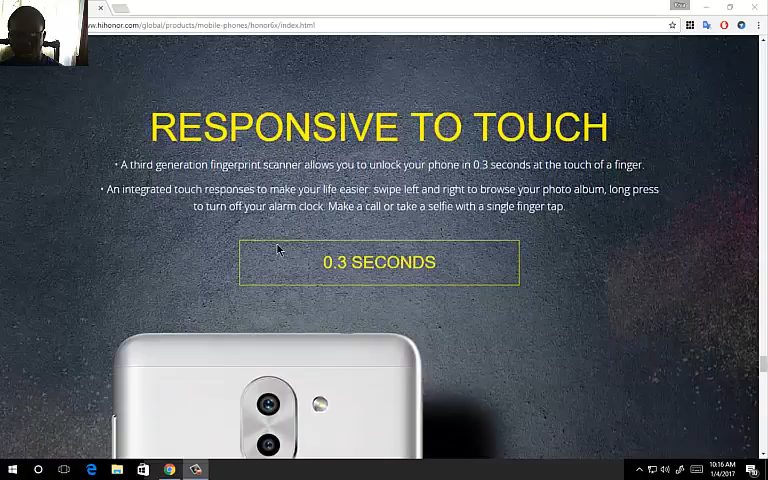 Riva
w.hihonor.com/global/products/mobile-phones/honor6x/index.html
RESPONSIVE TO TOUCH
• A third generation fingerprint scanner allows you to unlock your phone in 0.3 seconds at the touch of a finger.
• An integrated touch responses to make your life easier: swipe left and right to browse your photo album, long press
to turn off your alarm clock. Make a call or take a selfie with a single finger tap.
0.3 SECONDS
10:16 AM
1/4/2017